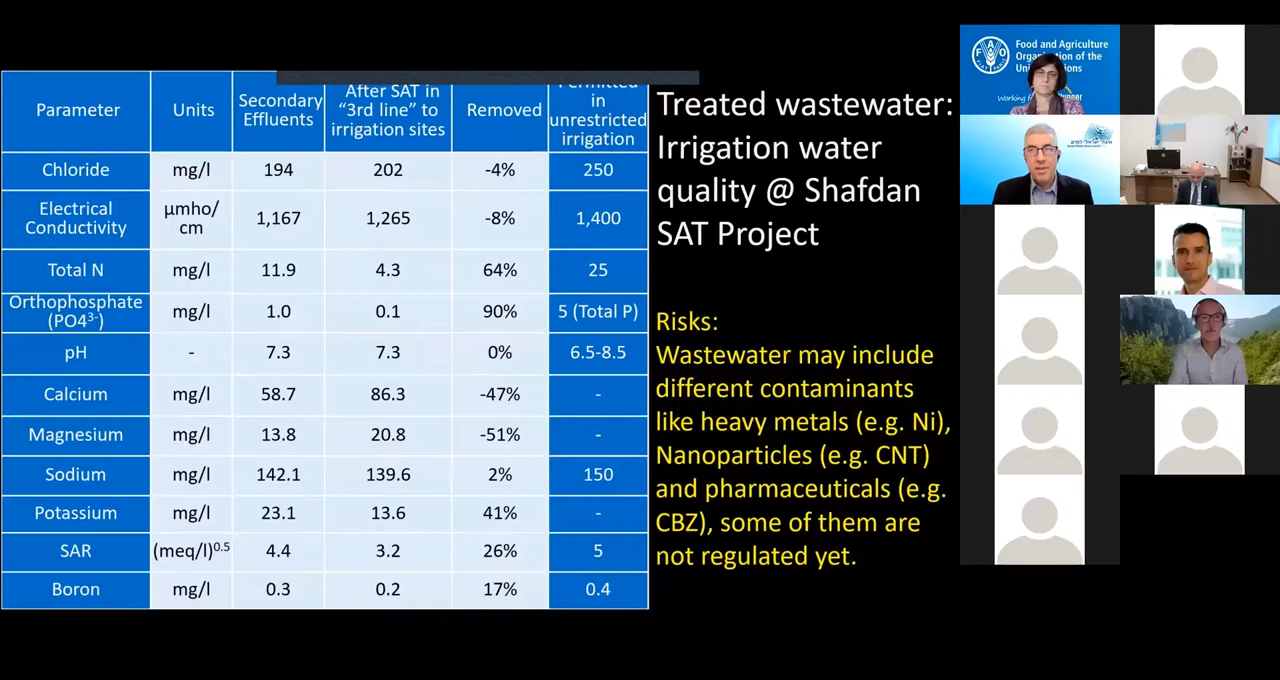 Parameter Units Secondary Effluents After SAT in "3rd line" to irrigation sites Removed Permitted in unrestricted irrigation
Chloride mg/l 194 202 -4% 250
Electrical Conductivity µmho/cm 1,167 1,265 -8% 1,400
Total N mg/l 11.9 4.3 64% 25
Orthophosphate (PO4³⁻) mg/l 1.0 0.1 90% 5 (Total P)
pH - 7.3 7.3 0% 6.5-8.5
Calcium mg/l 58.7 86.3 -47% -
Magnesium mg/l 13.8 20.8 -51% -
Sodium mg/l 142.1 139.6 2% 150
Potassium mg/l 23.1 13.6 41% -
SAR (meq/l)⁰·⁵ 4.4 3.2 26% 5
Boron mg/l 0.3 0.2 17% 0.4
Treated wastewater:
Irrigation water
quality @ Shafdan
SAT Project
Risks:
Wastewater may include
different contaminants
like heavy metals (e.g. Ni),
Nanoparticles (e.g. CNT)
and pharmaceuticals (e.g.
CBZ), some of them are
not regulated yet.
Food and Agriculture
Organization of the
Working for